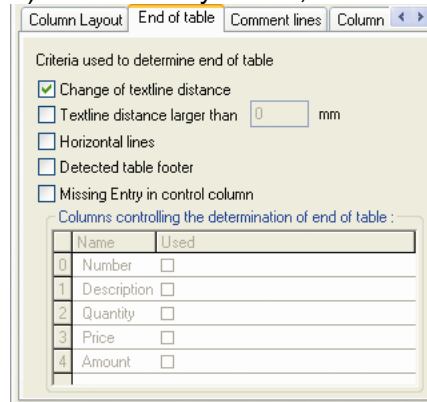 Column Layout End of table Comment lines Column
Criteria used to determine end of table
Change of textline distance
Textline distance larger than 0 mm
Horizontal lines
Detected table footer
Missing Entry in control column
Columns controlling the determination of end of table :
Name Used
0 Number
1 Description
2 Quantity
3 Price
4 Amount